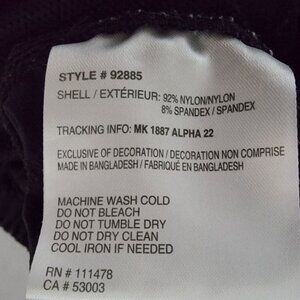 STYLE # 92885
SHELL / EXTÉRIEUR: 92% NYLON/NYLON
8% SPANDEX / SPANDEX
TRACKING INFO: MK 1887 ALPHA 22
EXCLUSIVE OF DECORATION / DECORATION NON COMPRISE
MADE IN BANGLADESH / FABRIQUÉ EN BANGLADESH
MACHINE WASH COLD
DO NOT BLEACH
DO NOT TUMBLE DRY
DO NOT DRY CLEAN
COOL IRON IF NEEDED
RN # 111478
CA # 53003